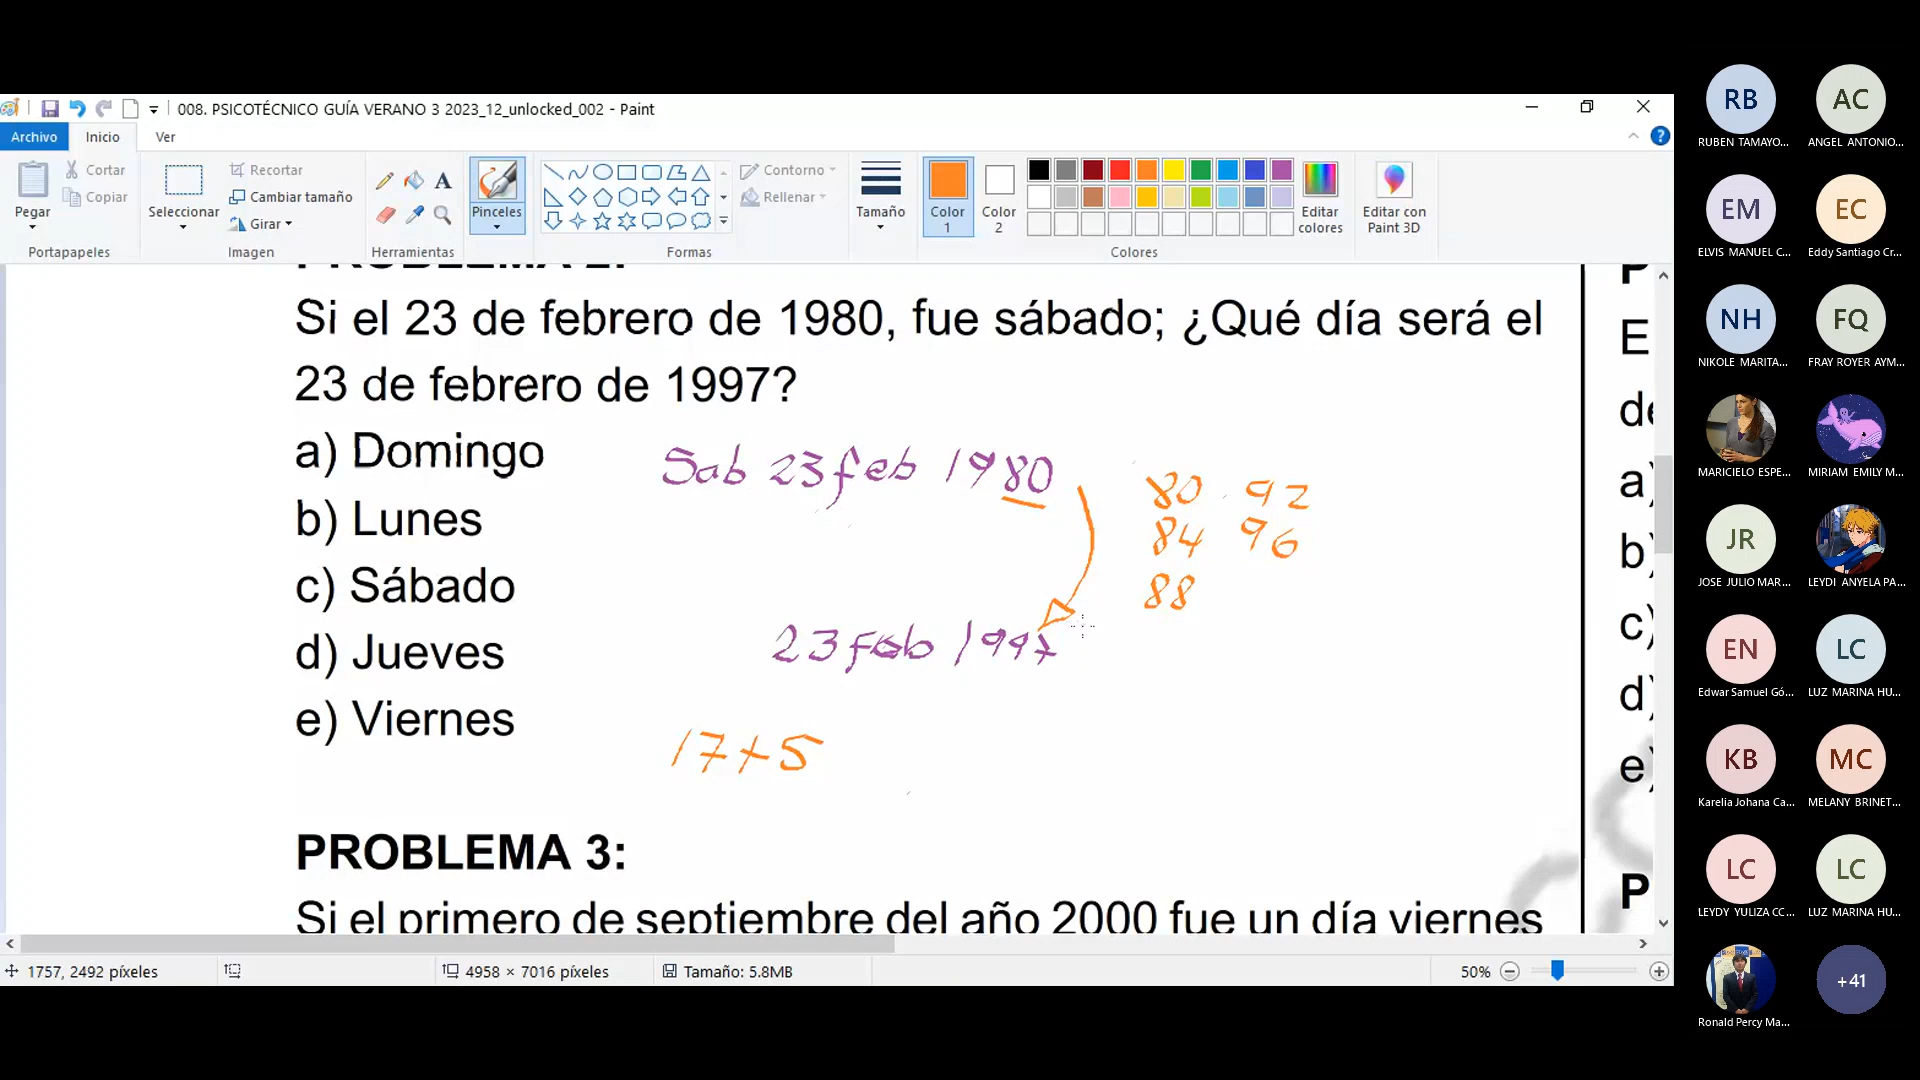 008. PSICOTÉCNICO GUÍA VERANO 3 2023_12_unlocked_002 - Paint
Archivo
Inicio
Ver
Pegar
Cortar
Copiar
Portapapeles
Seleccionar
Recortar
Cambiar tamaño
Girar
Imagen
A
Herramientas
Pinceles
Contorno
Rellenar
Formas
Tamaño
Color
1
Color
2
Editar
colores
Colores
Editar con
Paint 3D
Si el 23 de febrero de 1980, fue sábado; ¿Qué día será el
23 de febrero de 1997?
a) Domingo
b) Lunes
c) Sábado
d) Jueves
e) Viernes
Sab 23 feb 1980
80 92
84 96
88
23 feb 1997
17+5
PROBLEMA 3:
Si el primero de septiembre del año 2000 fue un día viernes
P
E
de
a)
b)
c)
d)
e)
P
1757, 2492 píxeles
4958 × 7016 píxeles
Tamaño: 5.8MB
50%
RB
RUBEN TAMAYO...
AC
ANGEL ANTONIO...
EM
ELVIS MANUEL C...
EC
Eddy Santiago Cr...
NH
NIKOLE MARITA...
FQ
FRAY ROYER AYM...
MARICIELO ESPE...
MIRIAM EMILY M...
JR
JOSE JULIO MAR...
LEYDI ANYELA PA...
EN
Edwar Samuel Gó...
LC
LUZ MARINA HU...
KB
Karelia Johana Ca...
MC
MELANY BRINET...
LC
LEYDY YULIZA CC...
LC
LUZ MARINA HU...
Ronald Percy Ma...
+41